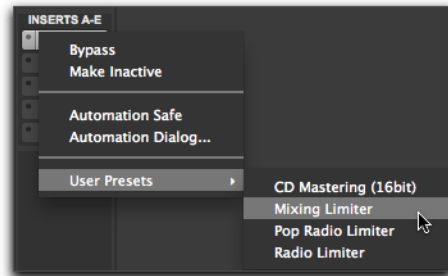 INSERTS A-E
Bypass
Make Inactive
Automation Safe
Automation Dialog...
User Presets
CD Mastering (16bit)
Mixing Limiter
Pop Radio Limiter
Radio Limiter